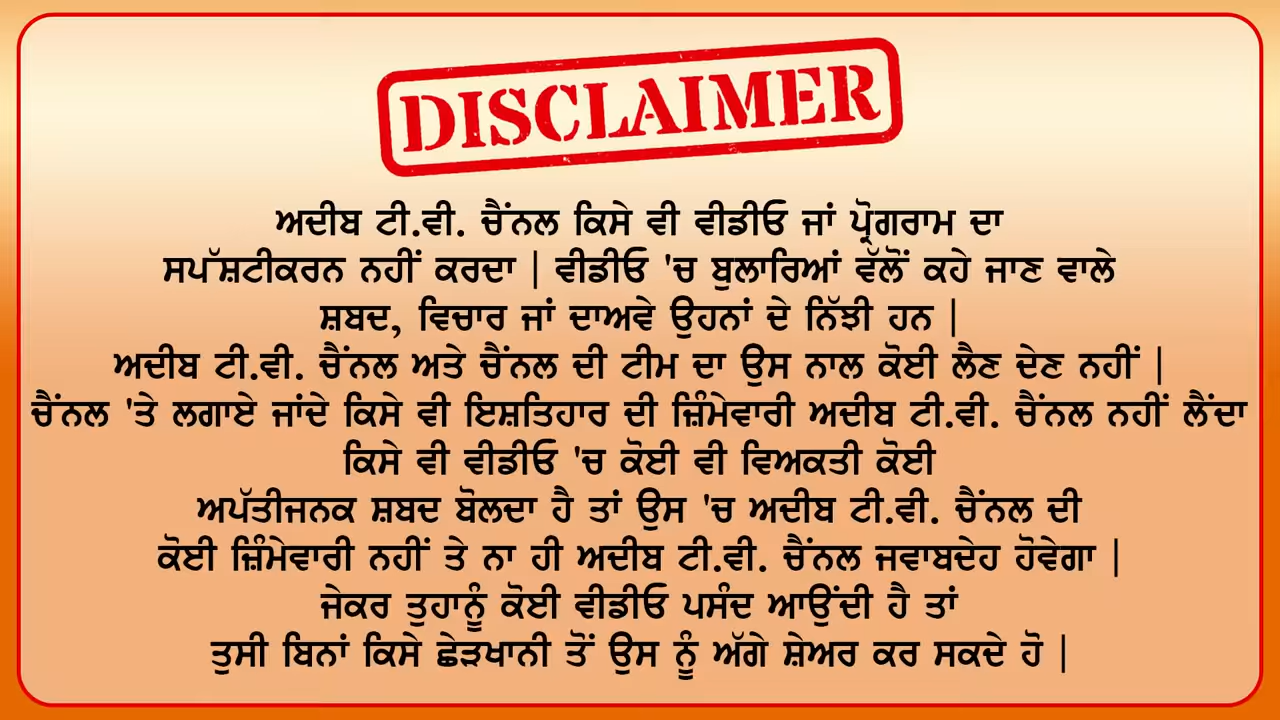 DISCLAIMER
ਅਦੀਬ ਟੀ.ਵੀ. ਚੈਂਨਲ ਕਿਸੇ ਵੀ ਵੀਡੀਓ ਜਾਂ ਪ੍ਰੋਗਰਾਮ ਦਾ
ਸਪੱਸ਼ਟੀਕਰਨ ਨਹੀਂ ਕਰਦਾ | ਵੀਡੀਓ 'ਚ ਬੁਲਾਰਿਆਂ ਵੱਲੋਂ ਕਹੇ ਜਾਣ ਵਾਲੇ
ਸ਼ਬਦ, ਵਿਚਾਰ ਜਾਂ ਦਾਅਵੇ ਉਹਨਾਂ ਦੇ ਨਿੱਝੀ ਹਨ |
ਅਦੀਬ ਟੀ.ਵੀ. ਚੈਂਨਲ ਅਤੇ ਚੈਂਨਲ ਦੀ ਟੀਮ ਦਾ ਉਸ ਨਾਲ ਕੋਈ ਲੈਣ ਦੇਣ ਨਹੀਂ |
ਚੈਂਨਲ 'ਤੇ ਲਗਾਏ ਜਾਂਦੇ ਕਿਸੇ ਵੀ ਇਸ਼ਤਿਹਾਰ ਦੀ ਜ਼ਿੰਮੇਵਾਰੀ ਅਦੀਬ ਟੀ.ਵੀ. ਚੈਂਨਲ ਨਹੀਂ ਲੈਂਦਾ
ਕਿਸੇ ਵੀ ਵੀਡੀਓ 'ਚ ਕੋਈ ਵੀ ਵਿਅਕਤੀ ਕੋਈ
ਅਪੱਤੀਜਨਕ ਸ਼ਬਦ ਬੋਲਦਾ ਹੈ ਤਾਂ ਉਸ 'ਚ ਅਦੀਬ ਟੀ.ਵੀ. ਚੈਂਨਲ ਦੀ
ਕੋਈ ਜ਼ਿੰਮੇਵਾਰੀ ਨਹੀਂ ਤੇ ਨਾ ਹੀ ਅਦੀਬ ਟੀ.ਵੀ. ਚੈਂਨਲ ਜਵਾਬਦੇਹ ਹੋਵੇਗਾ |
ਜੇਕਰ ਤੁਹਾਨੂੰ ਕੋਈ ਵੀਡੀਓ ਪਸੰਦ ਆਉਂਦੀ ਹੈ ਤਾਂ
ਤੁਸੀ ਬਿਨਾਂ ਕਿਸੇ ਛੇੜਖਾਨੀ ਤੋਂ ਉਸ ਨੂੰ ਅੱਗੇ ਸ਼ੇਅਰ ਕਰ ਸਕਦੇ ਹੋ |